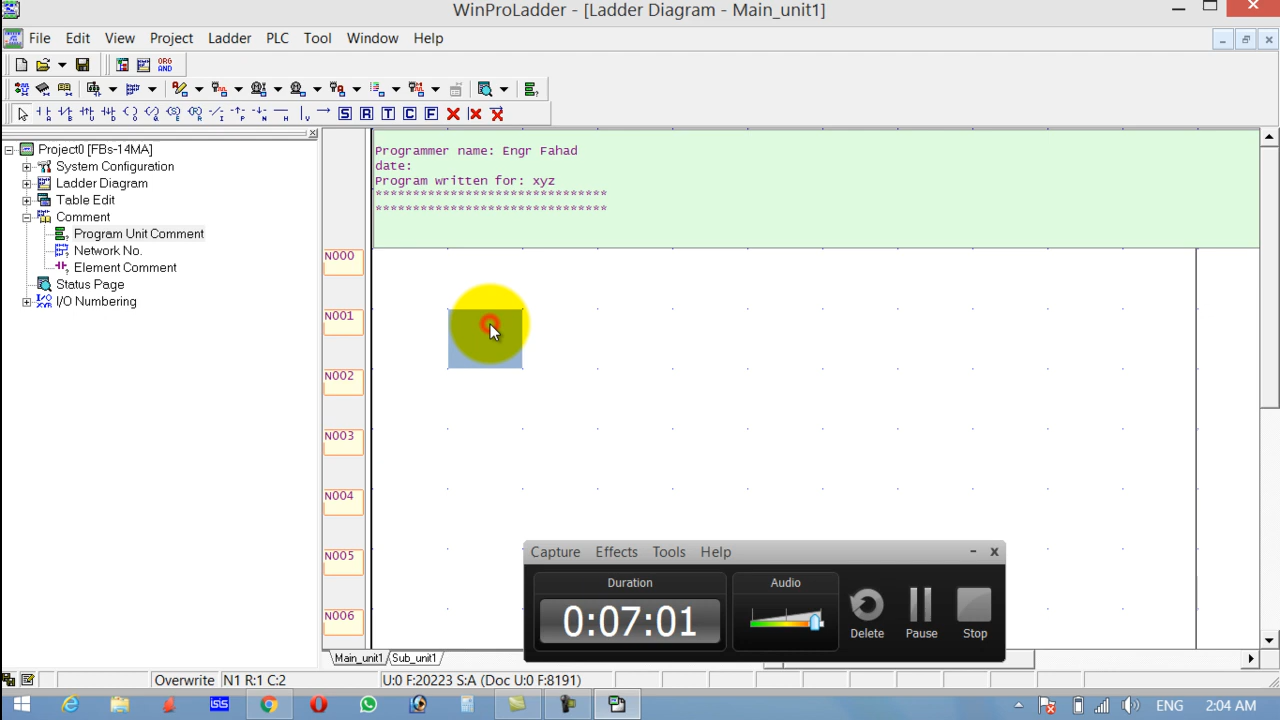 WinProLadder - [Ladder Diagram - Main_unit1]
File Edit View Project Ladder PLC Tool Window Help
ORG
AND
S R T C F
Project0 [FBs-14MA]
System Configuration
Ladder Diagram
Table Edit
Comment
Program Unit Comment
Network No.
Element Comment
Status Page
I/O Numbering
Programmer name: Engr Fahad
date:
Program written for: xyz
*******************************
*******************************
N000
N001
N002
N003
N004
N005
N006
Capture Effects Tools Help
Duration
Audio
0:07:01
Delete
Pause
Stop
Main_unit1 Sub_unit1
Overwrite N1 R:1 C:2 U:0 F:20223 S:A (Doc U:0 F:8191)
isis
ENG 2:04 AM